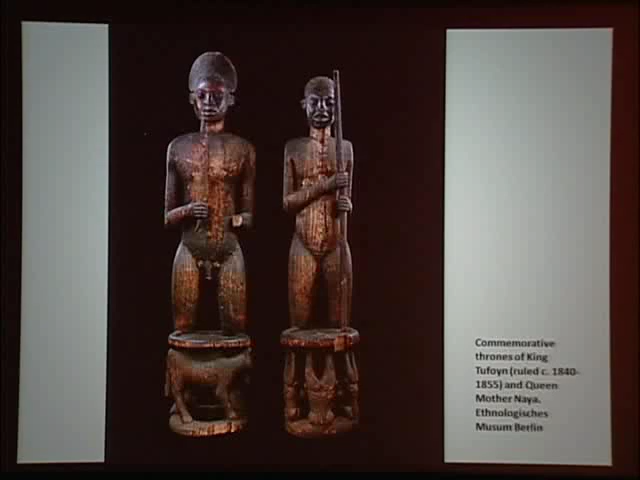 Commemorative
thrones of King
Tufoyn (ruled c. 1840-
1855) and Queen
Mother Naya.
Ethnologisches
Musum Berlin